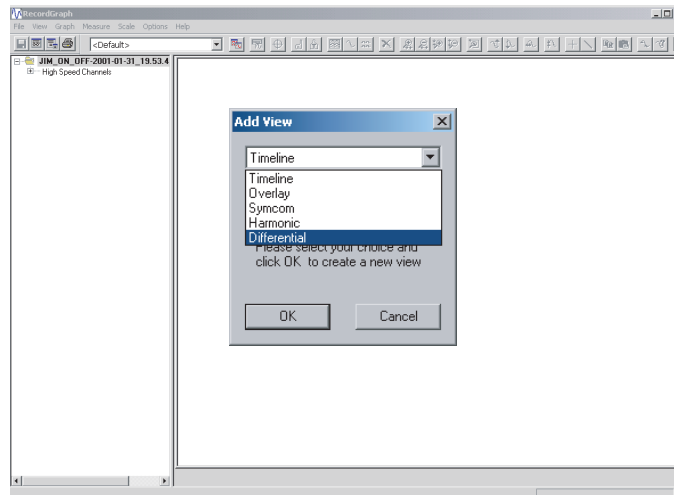 RecordGraph
File View Graph Measure Scale Options Help
<Default>
JIM_ON_OFF-2001-01-31_19.53.4
High Speed Channels
Add View
Timeline
Timeline
Overlay
Symcom
Harmonic
Differential
Please select your choice and
click OK to create a new view
OK
Cancel